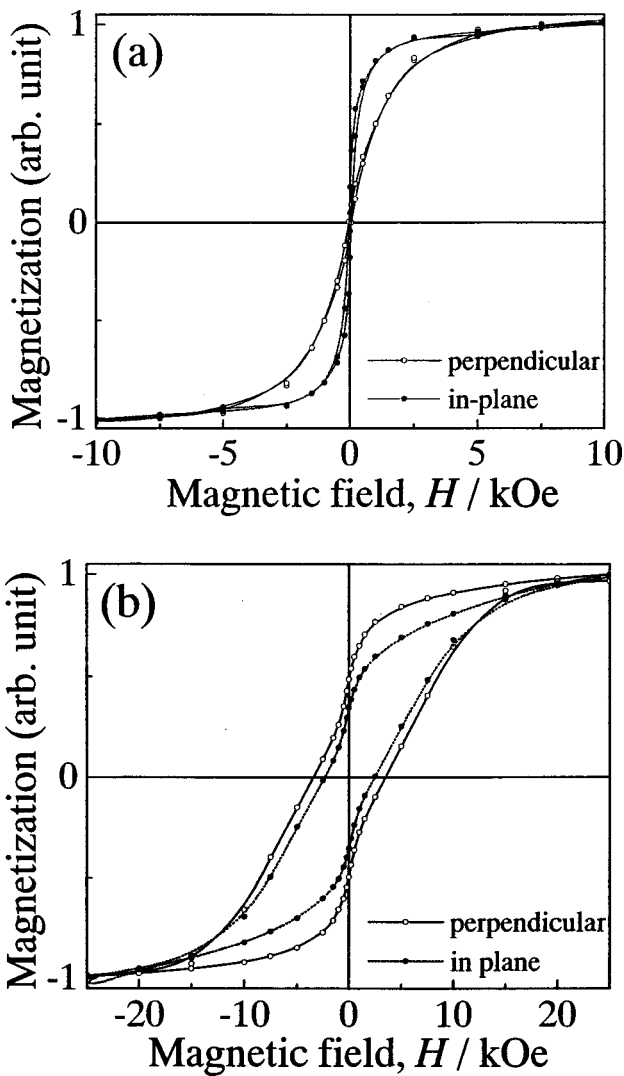 (a)
Magnetization (arb. unit)
1
0
-1
perpendicular
in-plane
-10
-5
0
5
10
Magnetic field, H / kOe
(b)
Magnetization (arb. unit)
1
0
-1
perpendicular
in plane
-20
-10
0
10
20
Magnetic field, H / kOe